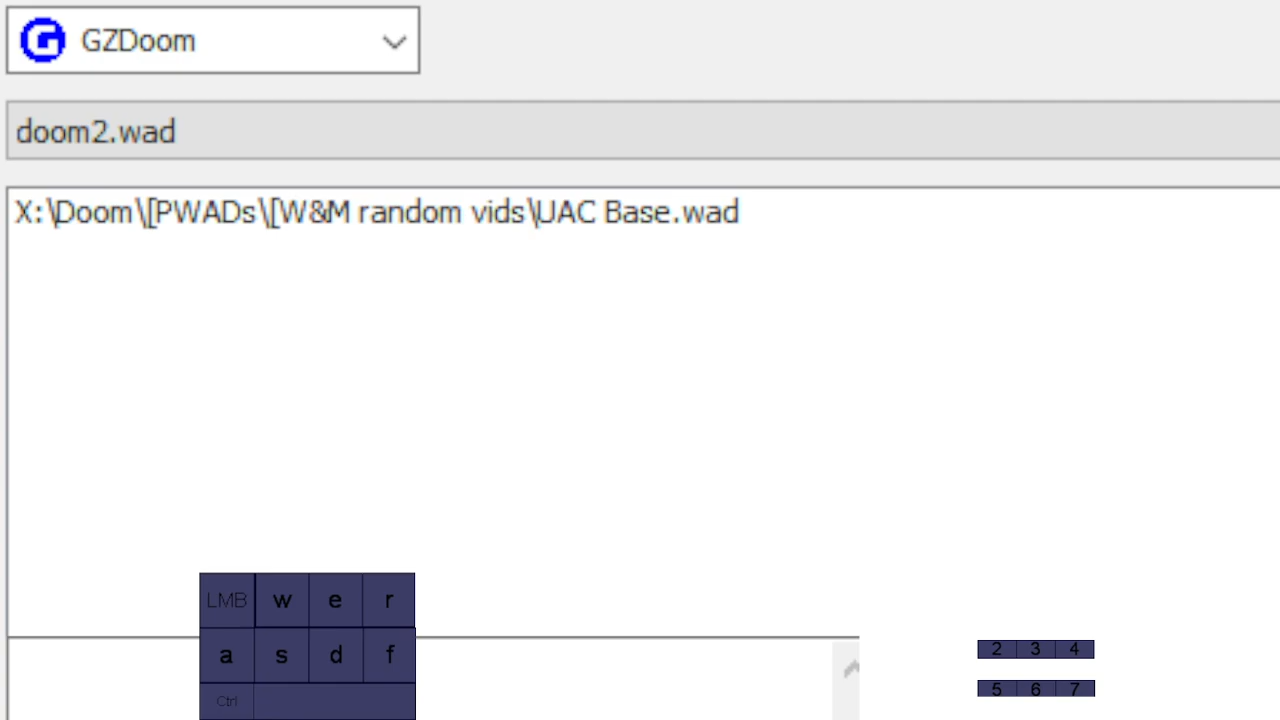 GZDoom
doom2.wad
X:\Doom\[PWADs\[W&M random vids\UAC Base.wad
LMB w e r
a s d f
Ctrl
2 3 4
5 6 7